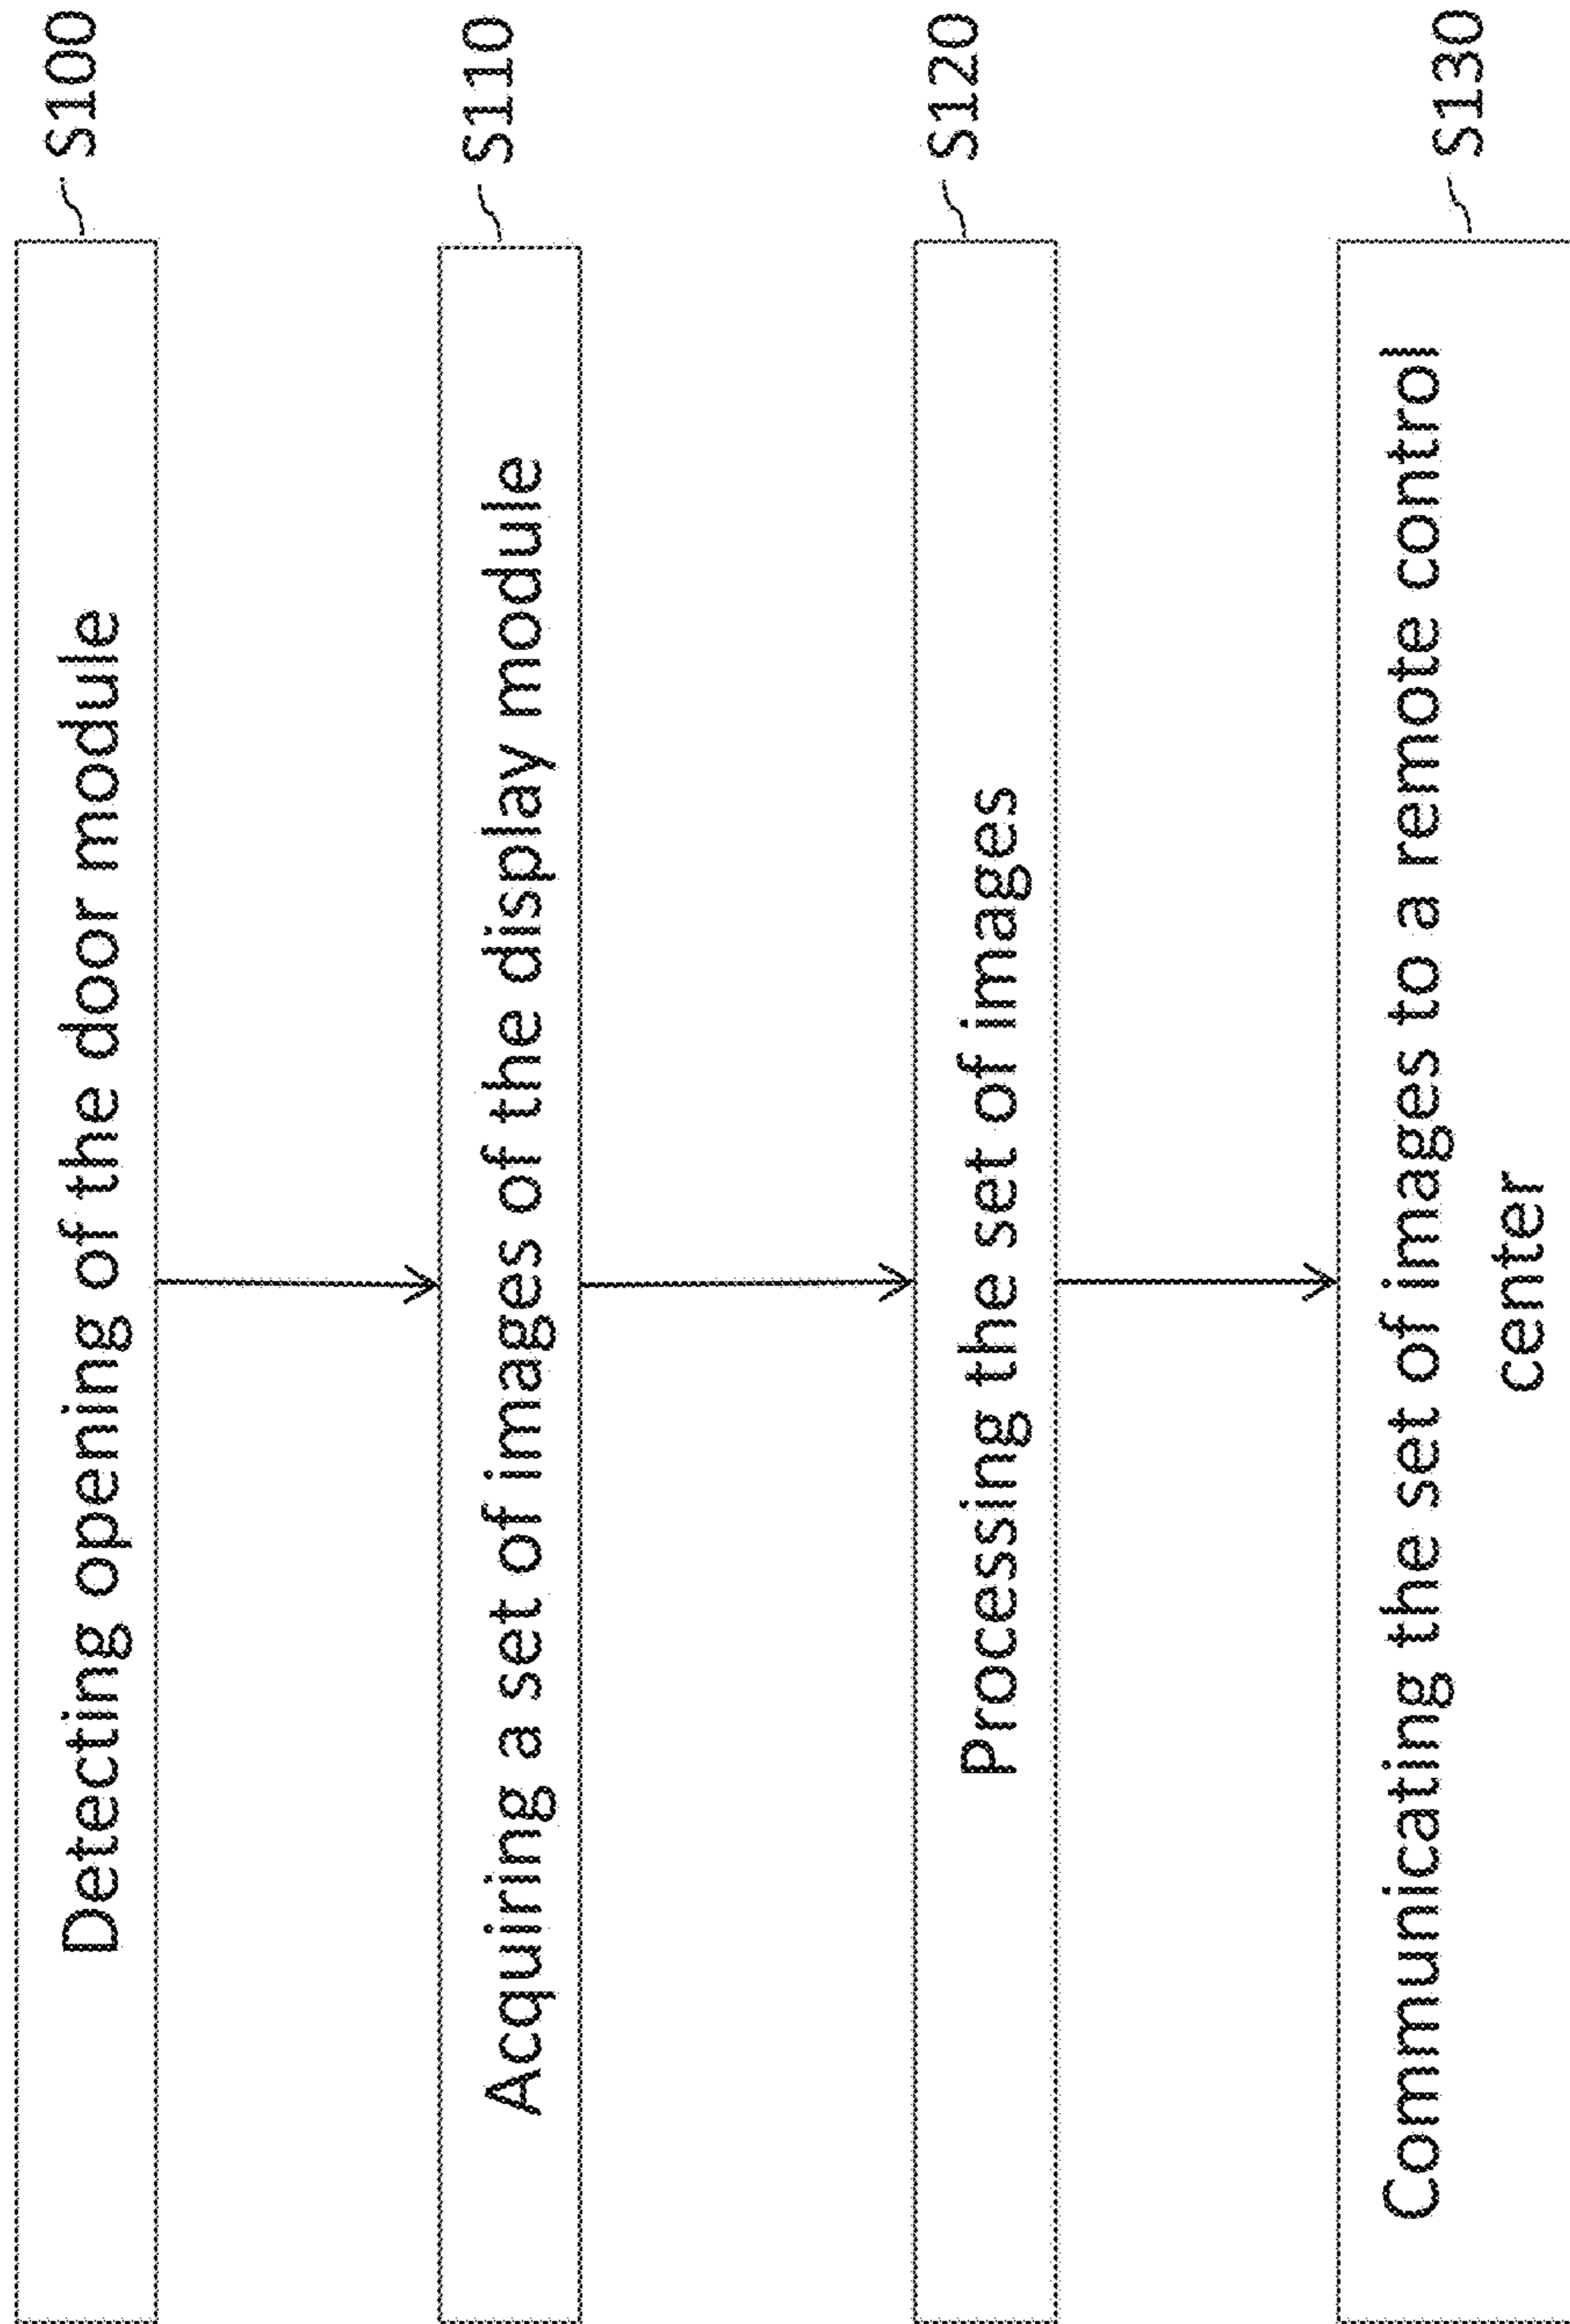 Detecting opening of the door module
S100
Acquiring a set of images of the display module
S110
Processing the set of images
S120
Communicating the set of images to a remote control
center
S130